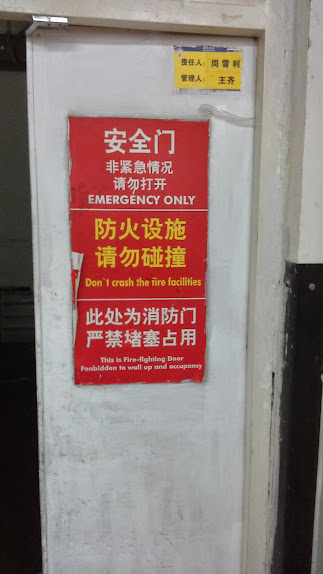 责任人：周雪利
管理人：王齐
安全门
非紧急情况
请勿打开
EMERGENCY ONLY
防火设施
请勿碰撞
Don`t crash the fire facilities
此处为消防门
严禁堵塞占用
This is Fire-fighting Door
Fonbidden to wall up and occupancy